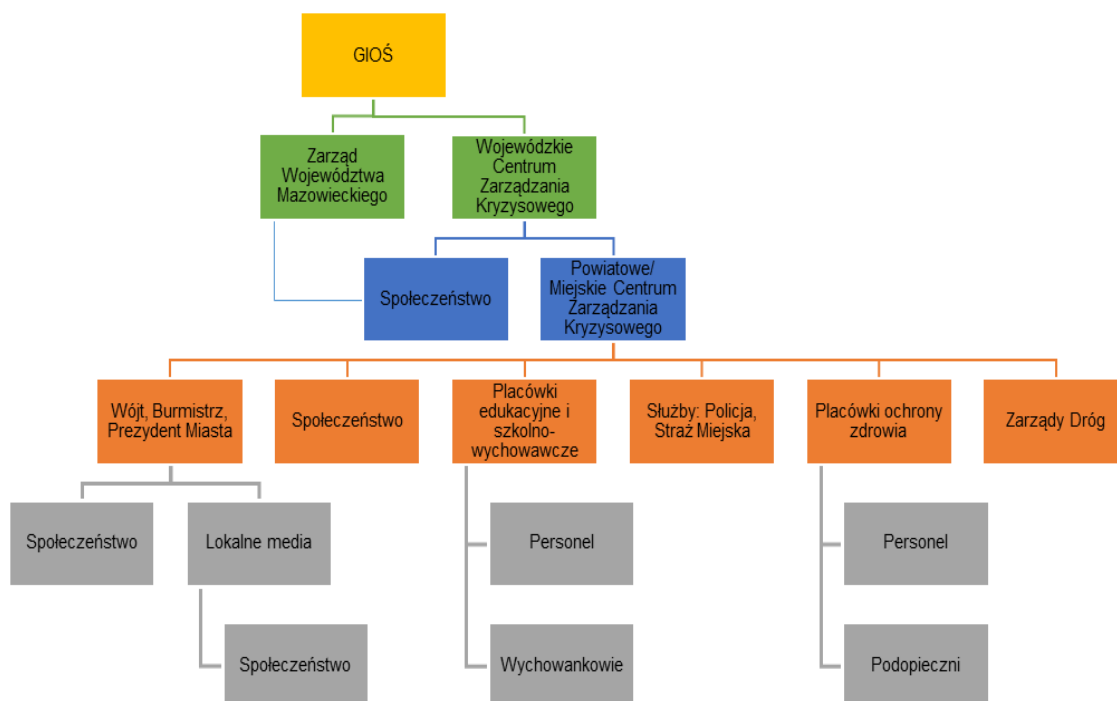 GIOŚ
Zarząd
Województwa
Mazowieckiego
Wojewódzkie
Centrum
Zarządzania
Kryzysowego
Społeczeństwo
Powiatowe/
Miejskie Centrum
Zarządzania
Kryzysowego
Wójt, Burmistrz,
Prezydent Miasta
Społeczeństwo
Placówki
edukacyjne i
szkolno-
wychowawcze
Służby: Policja,
Straż Miejska
Placówki ochrony
zdrowia
Zarządy Dróg
Społeczeństwo
Lokalne media
Personel
Personel
Społeczeństwo
Wychowankowie
Podopieczni